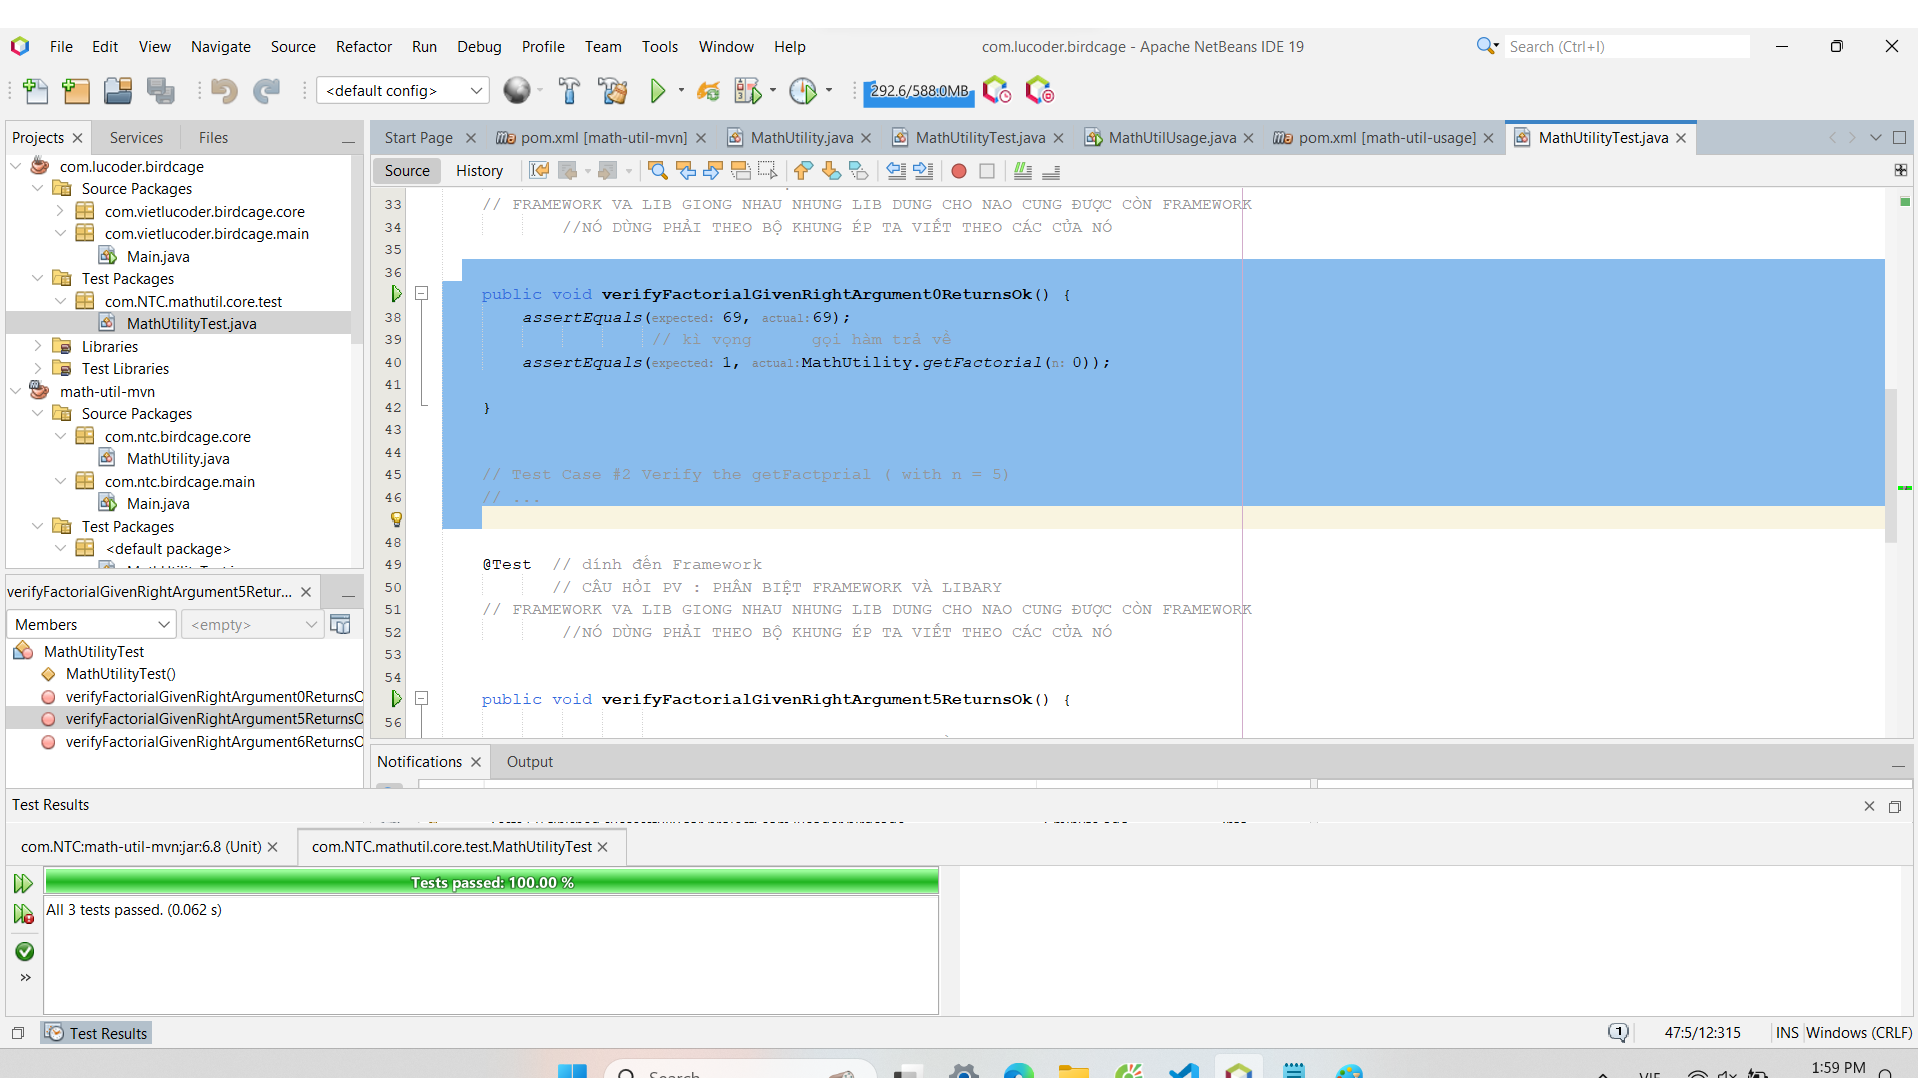 File Edit View Navigate Source Refactor Run Debug Profile Team Tools Window Help
com.lucoder.birdcage - Apache NetBeans IDE 19
Search (Ctrl+I)
<default config>
292.6/588.0MB
Projects Services Files
com.lucoder.birdcage
Source Packages
com.vietlucoder.birdcage.core
com.vietlucoder.birdcage.main
Main.java
Test Packages
com.NTC.mathutil.core.test
MathUtilityTest.java
Libraries
Test Libraries
math-util-mvn
Source Packages
com.ntc.birdcage.core
MathUtility.java
com.ntc.birdcage.main
Main.java
Test Packages
<default package>
verifyFactorialGivenRightArgument5Retur...
Members
<empty>
MathUtilityTest
MathUtilityTest()
verifyFactorialGivenRightArgument0ReturnsO
verifyFactorialGivenRightArgument5ReturnsO
verifyFactorialGivenRightArgument6ReturnsO
Start Page pom.xml [math-util-mvn] MathUtility.java MathUtilityTest.java MathUtilUsage.java pom.xml [math-util-usage] MathUtilityTest.java
Source History
33 // FRAMEWORK VA LIB GIONG NHAU NHUNG LIB DUNG CHO NAO CUNG ĐƯỢC CÒN FRAMEWORK
34 //NÓ DÙNG PHẢI THEO BỘ KHUNG ÉP TA VIẾT THEO CÁC CỦA NÓ
35
36
public void verifyFactorialGivenRightArgument0ReturnsOk() {
38 assertEquals(expected: 69, actual:69);
39 // kì vọng gọi hàm trả về
40 assertEquals(expected: 1, actual:MathUtility.getFactorial(n: 0));
41
42 }
43
44
45 // Test Case #2 Verify the getFactprial ( with n = 5)
46 // ...
48
49 @Test // dính đến Framework
50 // CÂU HỎI PV : PHÂN BIỆT FRAMEWORK VÀ LIBARY
51 // FRAMEWORK VA LIB GIONG NHAU NHUNG LIB DUNG CHO NAO CUNG ĐƯỢC CÒN FRAMEWORK
52 //NÓ DÙNG PHẢI THEO BỘ KHUNG ÉP TA VIẾT THEO CÁC CỦA NÓ
53
54
public void verifyFactorialGivenRightArgument5ReturnsOk() {
56
Notifications Output
Test Results
com.NTC:math-util-mvn:jar:6.8 (Unit) com.NTC.mathutil.core.test.MathUtilityTest
Tests passed: 100.00 %
All 3 tests passed. (0.062 s)
»
Test Results
1
47:5/12:315 INS Windows (CRLF)
Search
VIE
1:59 PM